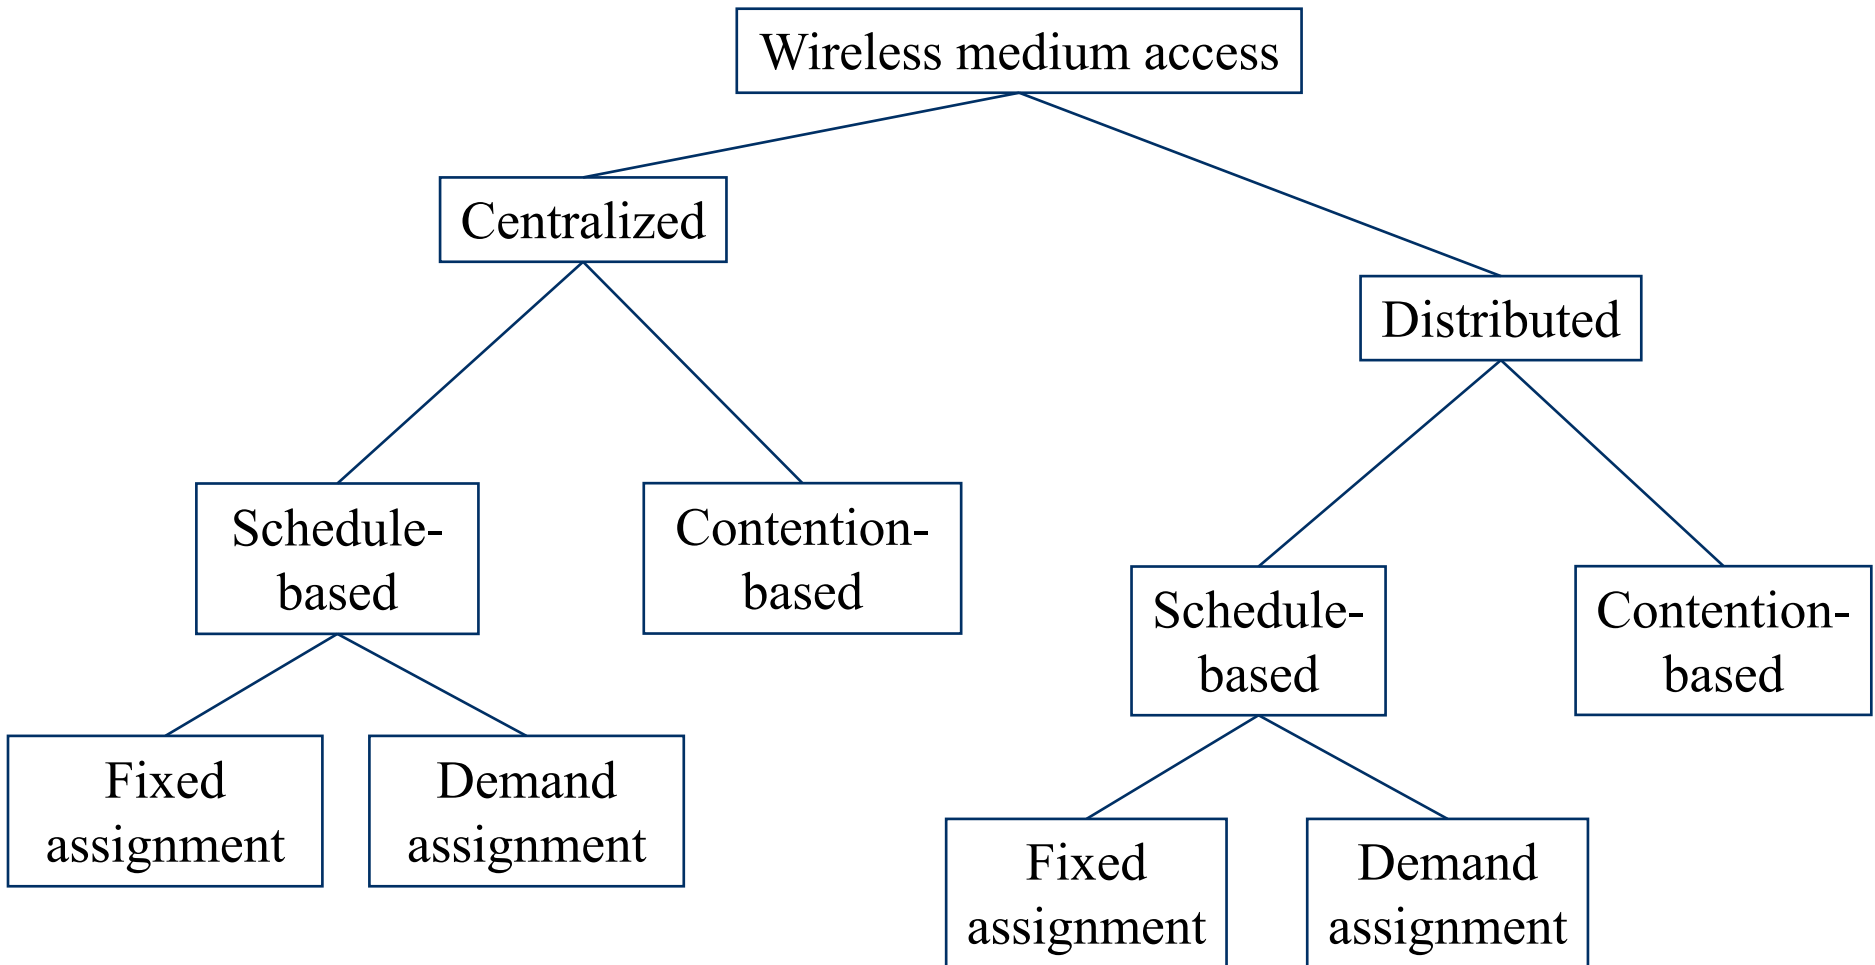 Wireless medium access
Centralized
Distributed
Schedule-
based
Contention-
based
Schedule-
based
Contention-
based
Fixed
assignment
Demand
assignment
Fixed
assignment
Demand
assignment